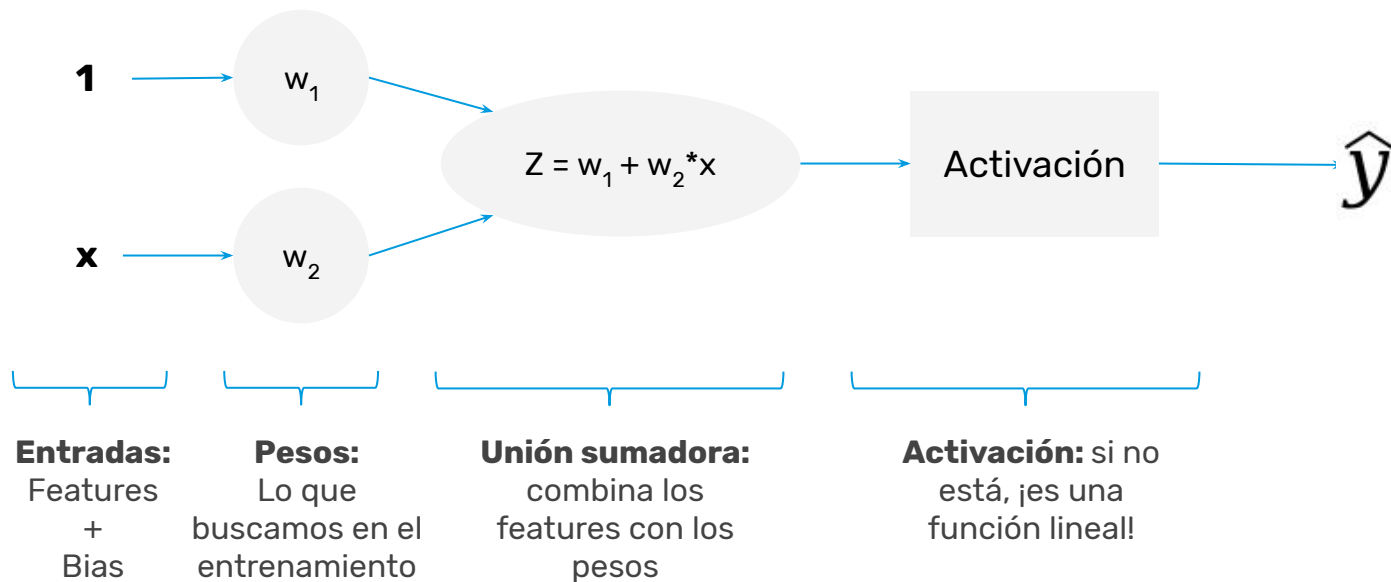 1
w₁
Z = w₁ + w₂*x
Activación
ŷ
x
w₂
Entradas:
Features
+
Bias
Pesos:
Lo que
buscamos en el
entrenamiento
Unión sumadora:
combina los
features con los
pesos
Activación: si no
está, ¡es una
función lineal!